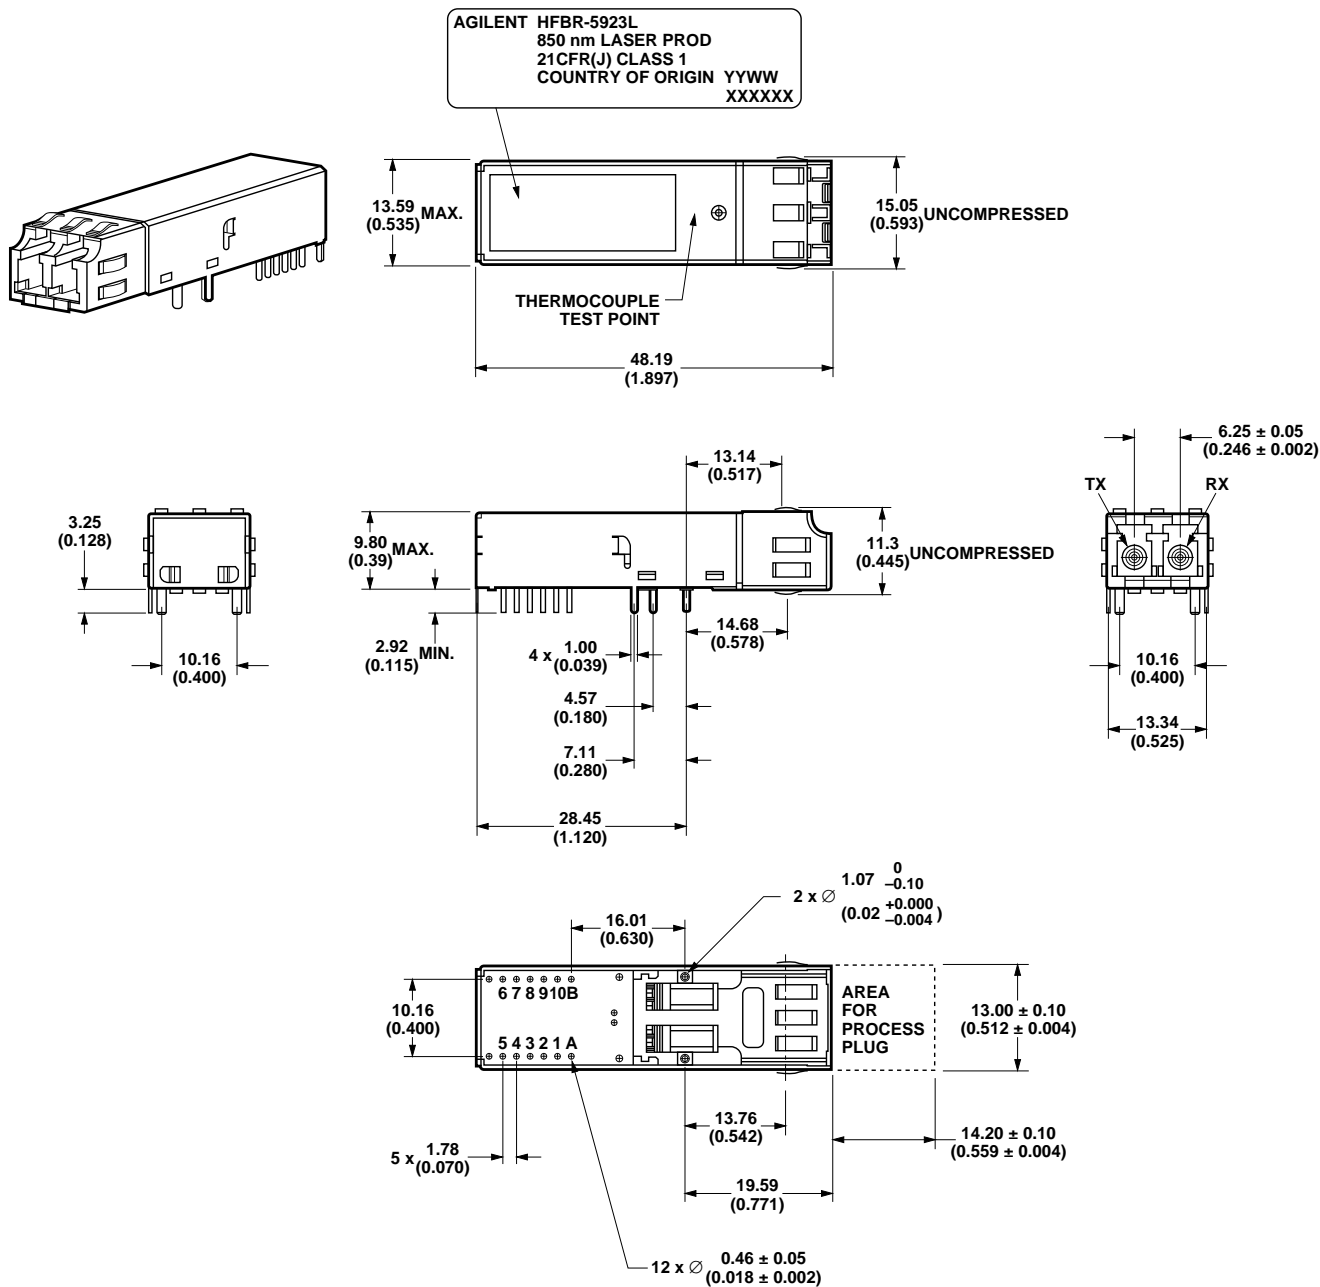 AGILENT HFBR-5923L
850 nm LASER PROD
21CFR(J) CLASS 1
COUNTRY OF ORIGIN YYWW
XXXXXX
13.59
(0.535) MAX.
15.05
(0.593) UNCOMPRESSED
THERMOCOUPLE
TEST POINT
48.19
(1.897)
6.25 ± 0.05
(0.246 ± 0.002)
13.14
(0.517)
TX
RX
3.25
(0.128)
9.80
(0.39) MAX.
11.3
(0.445) UNCOMPRESSED
2.92
(0.115) MIN.
14.68
(0.578)
10.16
(0.400)
4 x 1.00
(0.039)
10.16
(0.400)
4.57
(0.180)
13.34
(0.525)
7.11
(0.280)
28.45
(1.120)
2 x ∅ 1.07 0
–0.10
(0.02 +0.000
–0.004 )
16.01
(0.630)
6 7 8 9 10 B
10.16
(0.400)
5 4 3 2 1 A
AREA
FOR
PROCESS
PLUG
13.00 ± 0.10
(0.512 ± 0.004)
13.76
(0.542)
14.20 ± 0.10
(0.559 ± 0.004)
5 x 1.78
(0.070)
19.59
(0.771)
12 x ∅ 0.46 ± 0.05
(0.018 ± 0.002)